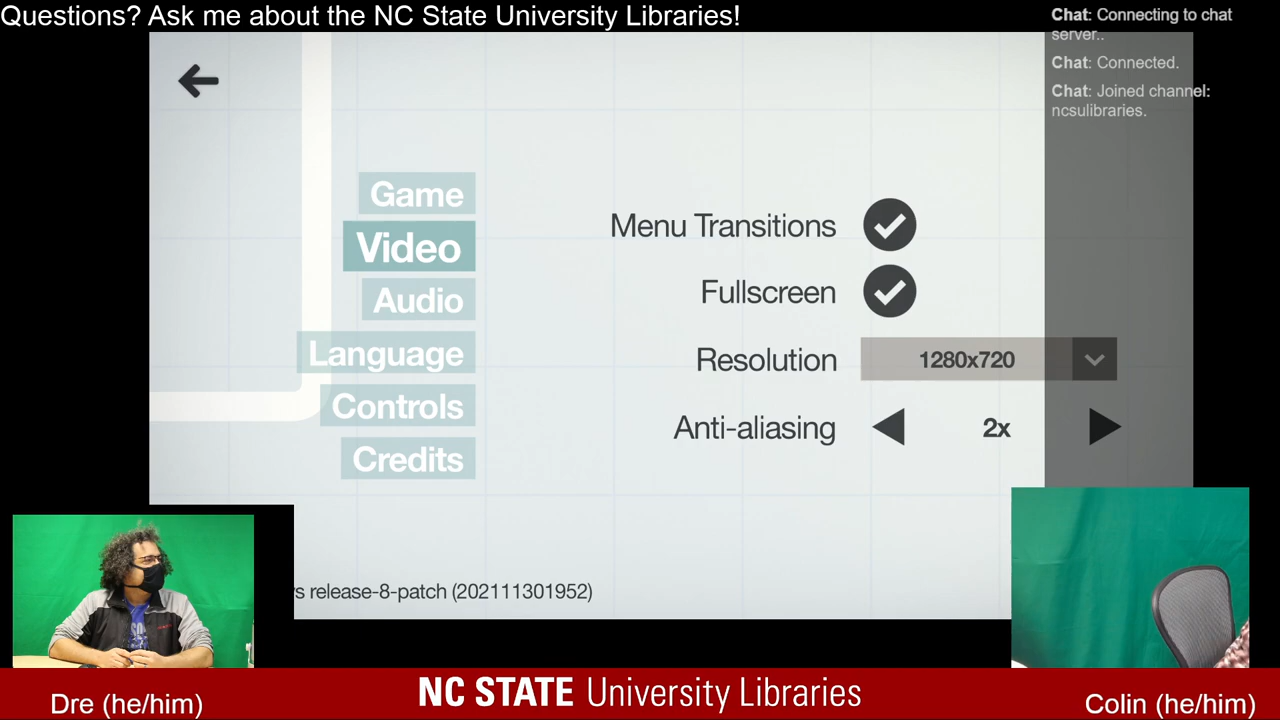 Questions? Ask me about the NC State University Libraries!
Chat: Connecting to chat
server..
Chat: Connected.
Chat: Joined channel:
ncsulibraries.
Game
Video
Audio
Language
Controls
Credits
Menu Transitions
Fullscreen
Resolution 1280x720
Anti-aliasing 2x
release-8-patch (202111301952)
Dre (he/him)
NC STATE University Libraries
Colin (he/him)